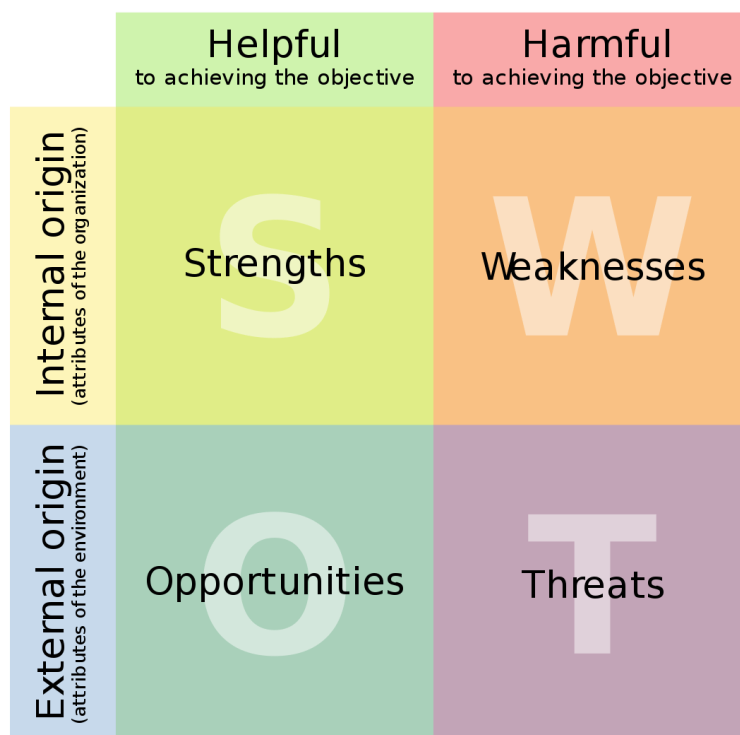 Helpful
to achieving the objective
Harmful
to achieving the objective
Internal origin
(attributes of the organization)
S
Strengths
W
Weaknesses
External origin
(attributes of the environment)
O
Opportunities
T
Threats